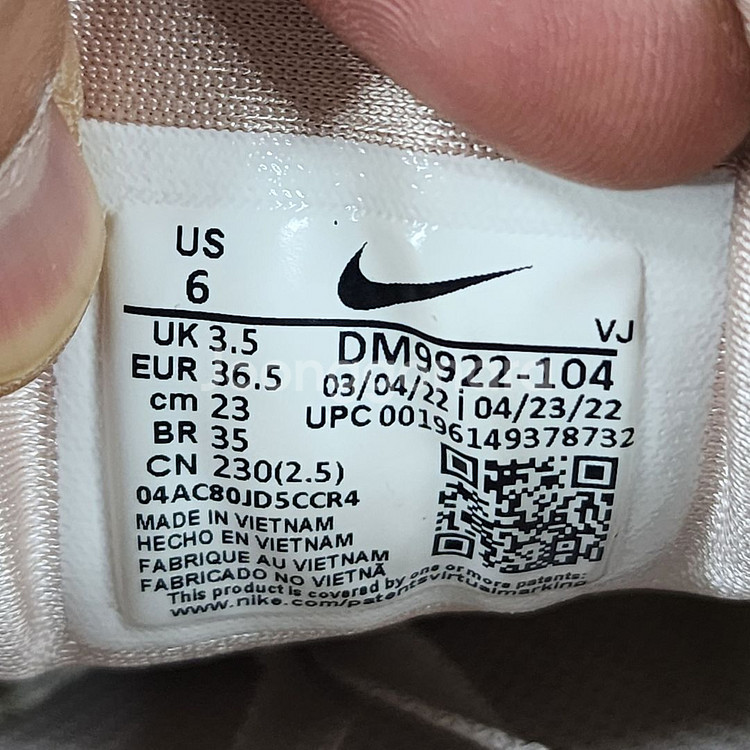 US
6
VJ
UK 3.5
EUR 36.5
cm 23
BR 35
CN 230(2.5)
DM9922-104
03/04/22 | 04/23/22
UPC 00196149378732
04AC80JD5CCR4
MADE IN VIETNAM
HECHO EN VIETNAM
FABRIQUE AU VIETNAM
FABRICADO NO VIETNÃ
This product is covered by one or more patents:
www.nike.com/patentsvirtualmarking